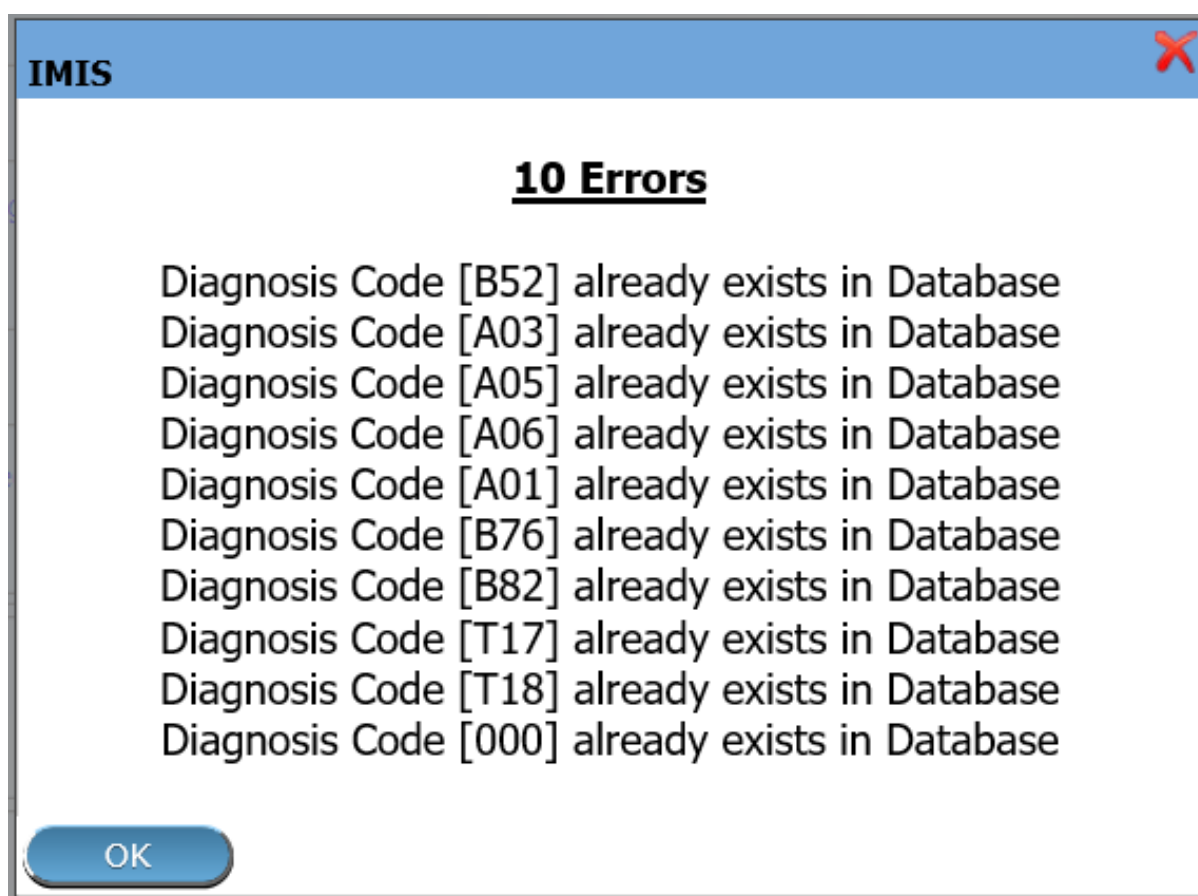 IMIS
10 Errors
Diagnosis Code [B52] already exists in Database
Diagnosis Code [A03] already exists in Database
Diagnosis Code [A05] already exists in Database
Diagnosis Code [A06] already exists in Database
Diagnosis Code [A01] already exists in Database
Diagnosis Code [B76] already exists in Database
Diagnosis Code [B82] already exists in Database
Diagnosis Code [T17] already exists in Database
Diagnosis Code [T18] already exists in Database
Diagnosis Code [000] already exists in Database
OK